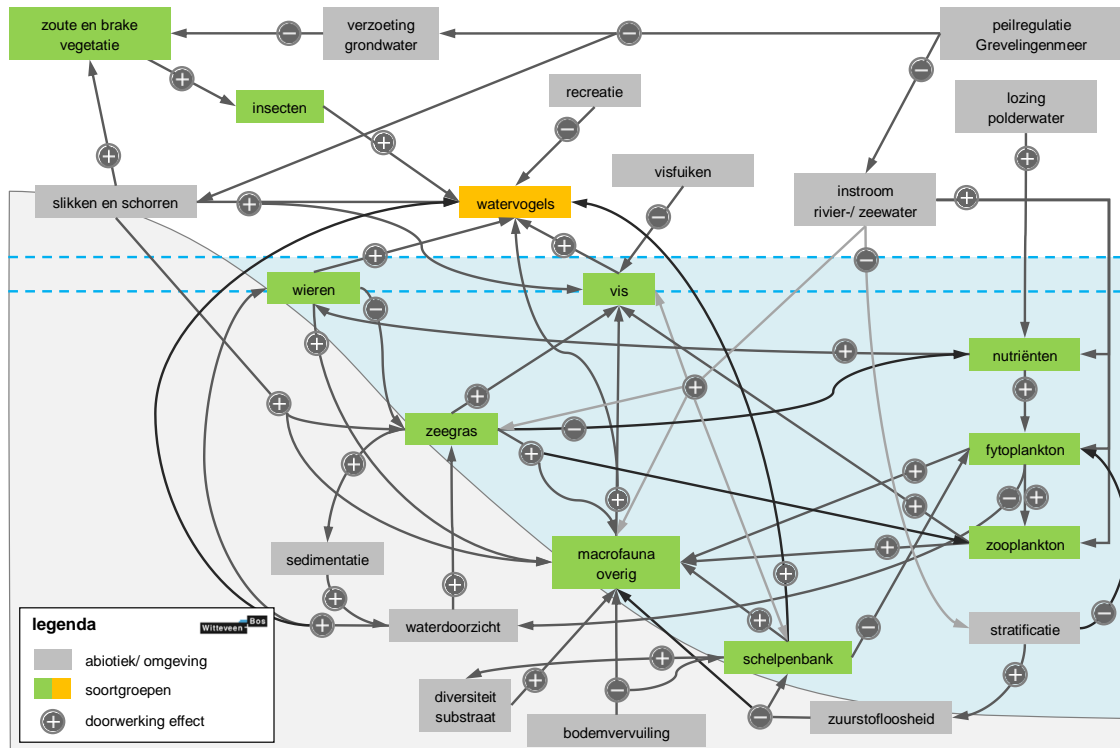 zoute en brake
vegetatie
verzoeting
grondwater
peilregulatie
Grevelingenmeer
insecten
recreatie
lozing
polderwater
visfuiken
slikken en schorren
watervogels
instroom
rivier-/ zeewater
wieren
vis
nutriënten
zeegras
fytoplankton
sedimentatie
macrofauna
overig
zooplankton
waterdoorzicht
stratificatie
schelpenbank
diversiteit
substraat
bodemvervuiling
zuurstofloosheid
legenda
Witteveen + Bos
abiotiek/ omgeving
soortgroepen
doorwerking effect